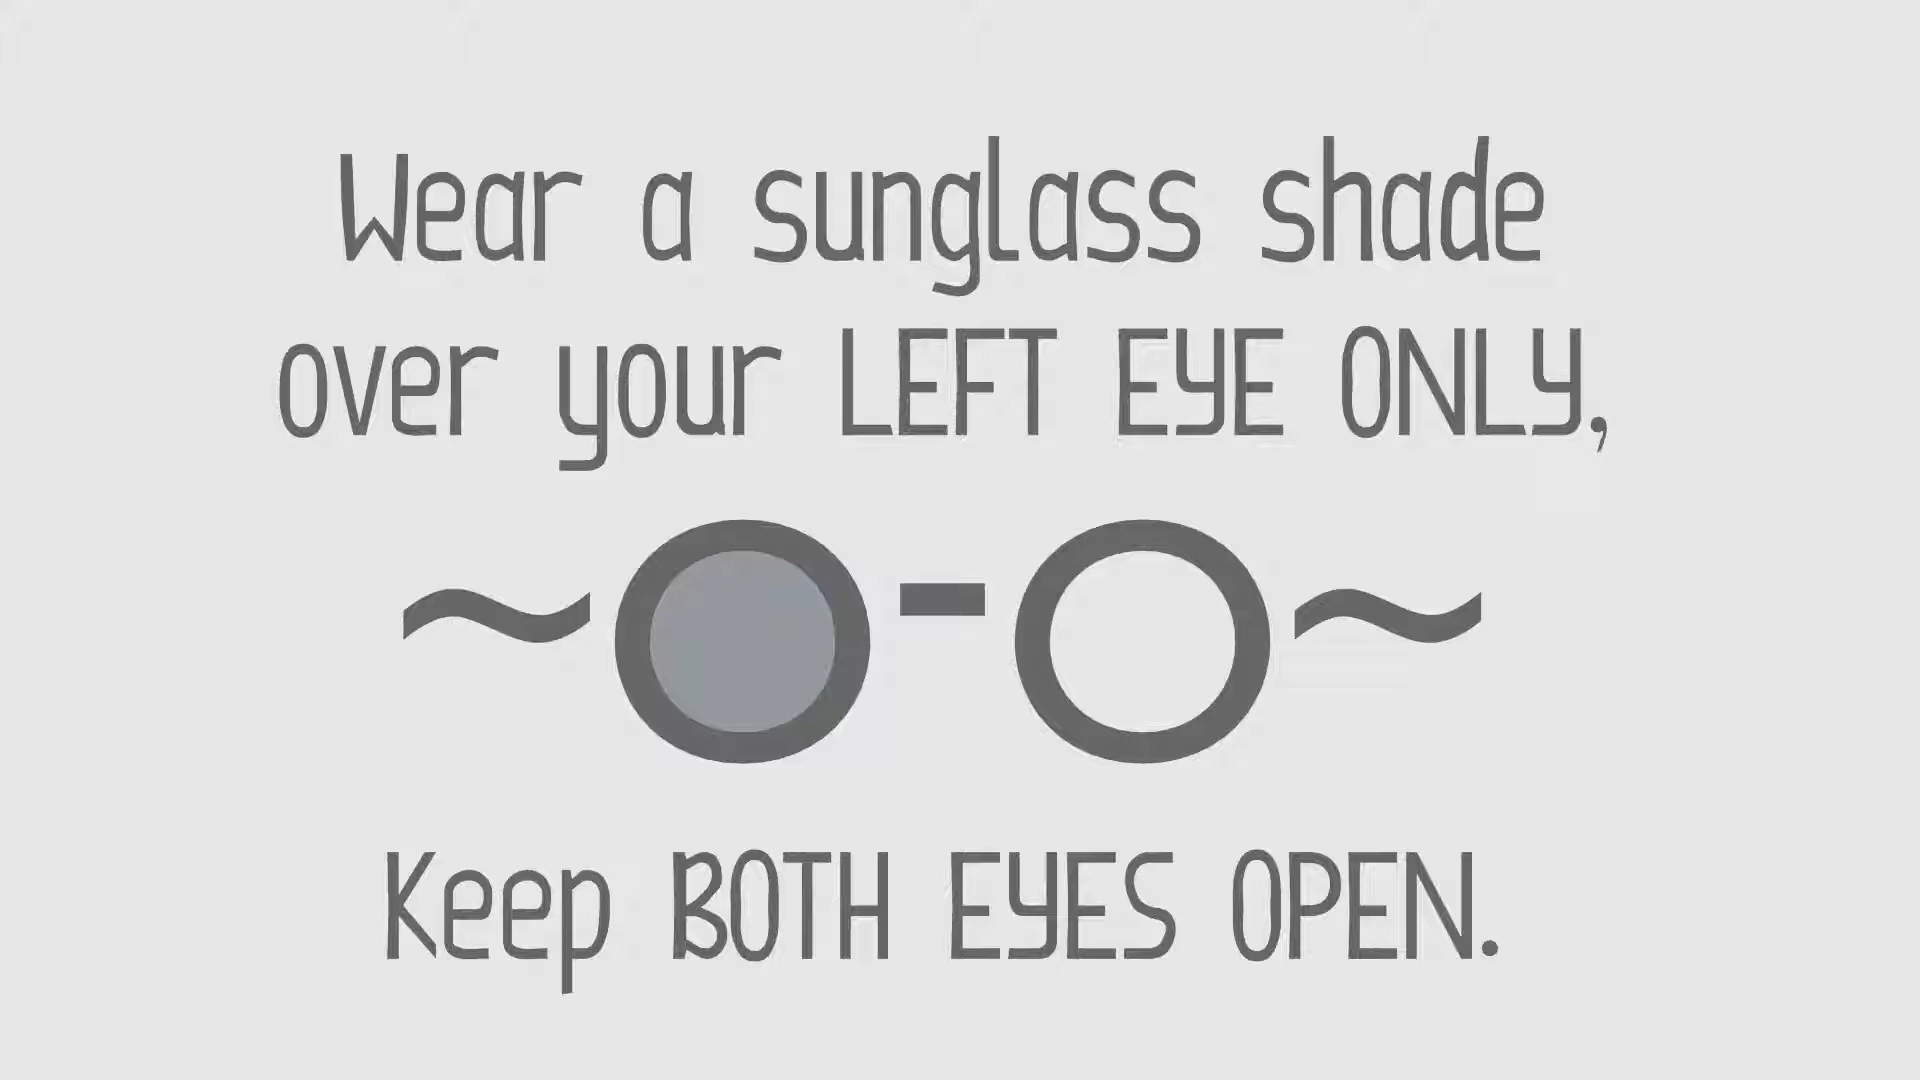 Wear a sunglass shade
over your LEFT EYE ONLY,
~O-O~
Keep BOTH EYES OPEN.